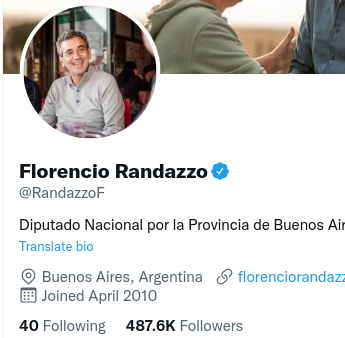 Florencio Randazzo
@RandazzoF
Diputado Nacional por la Provincia de Buenos Air
Translate bio
Buenos Aires, Argentina florenciorandazz
Joined April 2010
40 Following 487.6K Followers